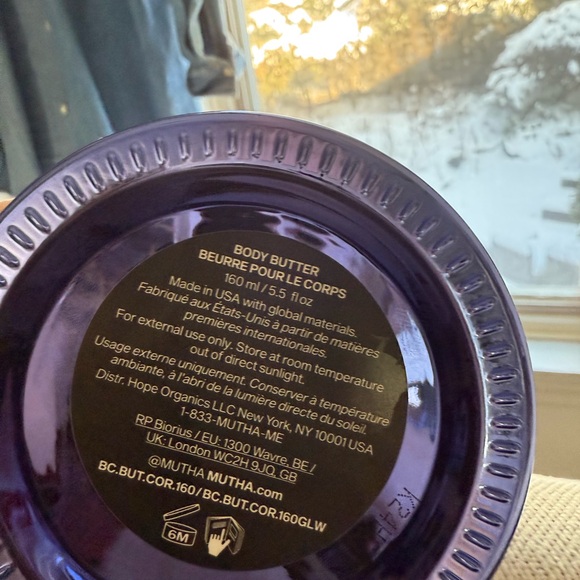 BODY BUTTER
BEURRE POUR LE CORPS
160 ml / 5.5 fl oz
Made in USA with global materials.
Fabriqué aux États-Unis à partir de matières
premières internationales.
For external use only. Store at room temperature
out of direct sunlight.
Usage externe uniquement. Conserver à température
ambiante, à l'abri de la lumière directe du soleil.
Distr. Hope Organics LLC New York, NY 10001 USA
1-833-MUTHA-ME
RP Biorius / EU: 1300 Wavre, BE /
UK: London WC2H 9JQ, GB
@MUTHA MUTHA.com
BC.BUT.COR.160/BC.BUT.COR.160GLW
6M